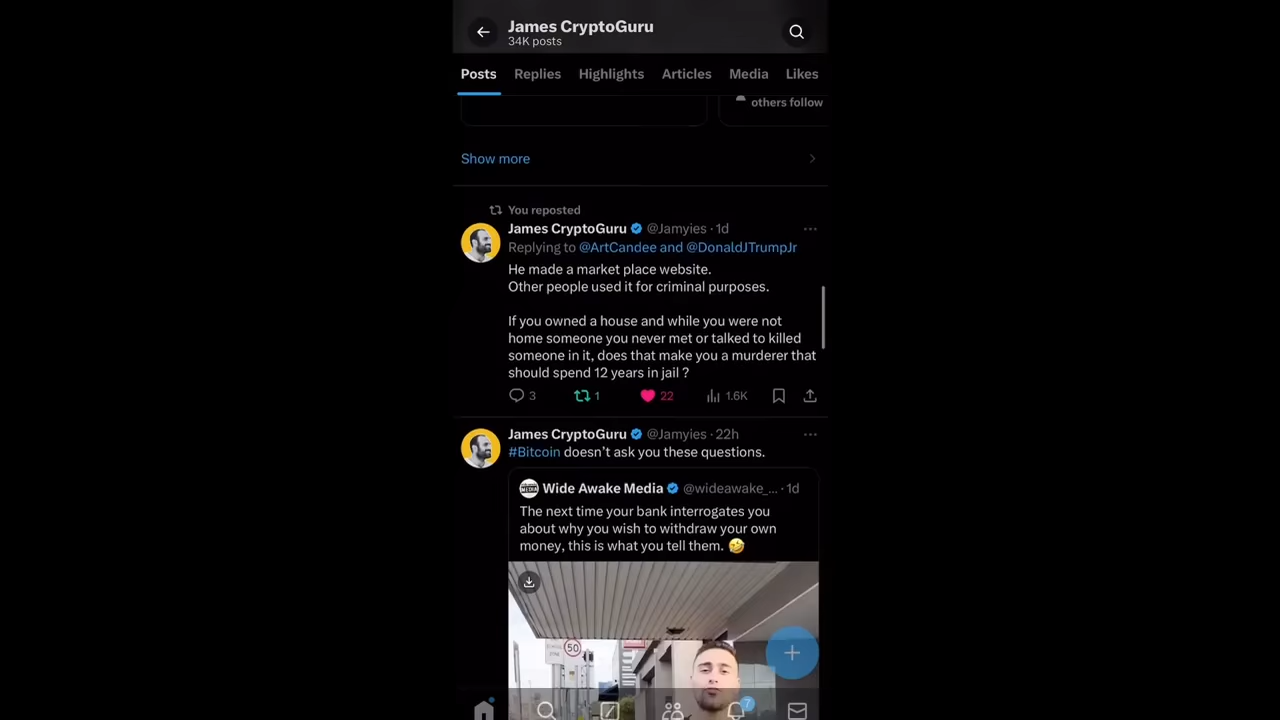 James CryptoGuru
34K posts
Posts Replies Highlights Articles Media Likes
others follow
Show more
You reposted
James CryptoGuru @Jamyies · 1d
Replying to @ArtCandee and @DonaldJTrumpJr
He made a market place website.
Other people used it for criminal purposes.
If you owned a house and while you were not
home someone you never met or talked to killed
someone in it, does that make you a murderer that
should spend 12 years in jail ?
3 1 22 1.6K
James CryptoGuru @Jamyies · 22h
#Bitcoin doesn't ask you these questions.
Wide Awake Media @wideawake_... · 1d
The next time your bank interrogates you
about why you wish to withdraw your own
money, this is what you tell them. 🤣
50
7